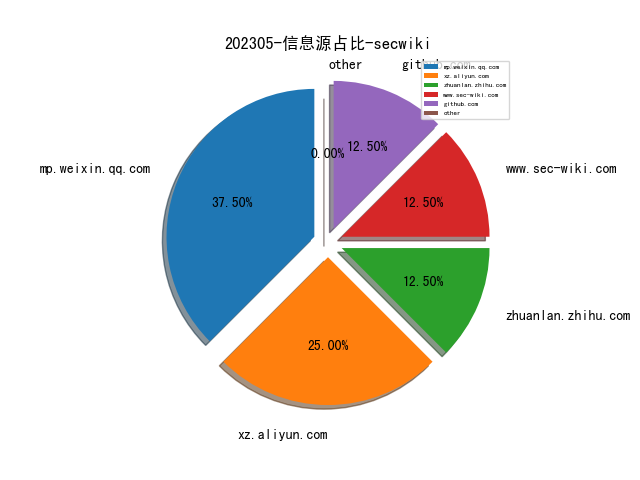 202305-信息源占比-secwiki
other
github.com
mp.weixin.qq.com
xz.aliyun.com
zhuanlan.zhihu.com
www.sec-wiki.com
github.com
other
mp.weixin.qq.com
www.sec-wiki.com
0.00%
12.50%
37.50%
12.50%
12.50%
zhuanlan.zhihu.com
25.00%
xz.aliyun.com